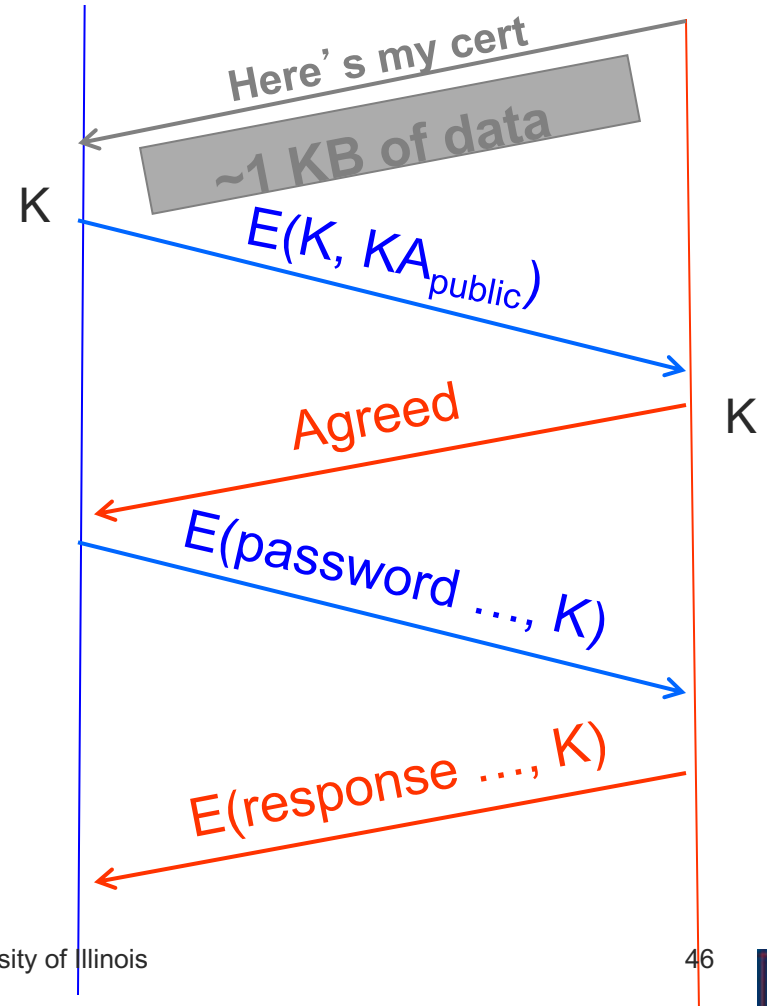 Here’s my cert
~1 KB of data
K
E(K, KApublic)
Agreed
K
E(password …, K)
E(response …, K)
sity of Illinois
46